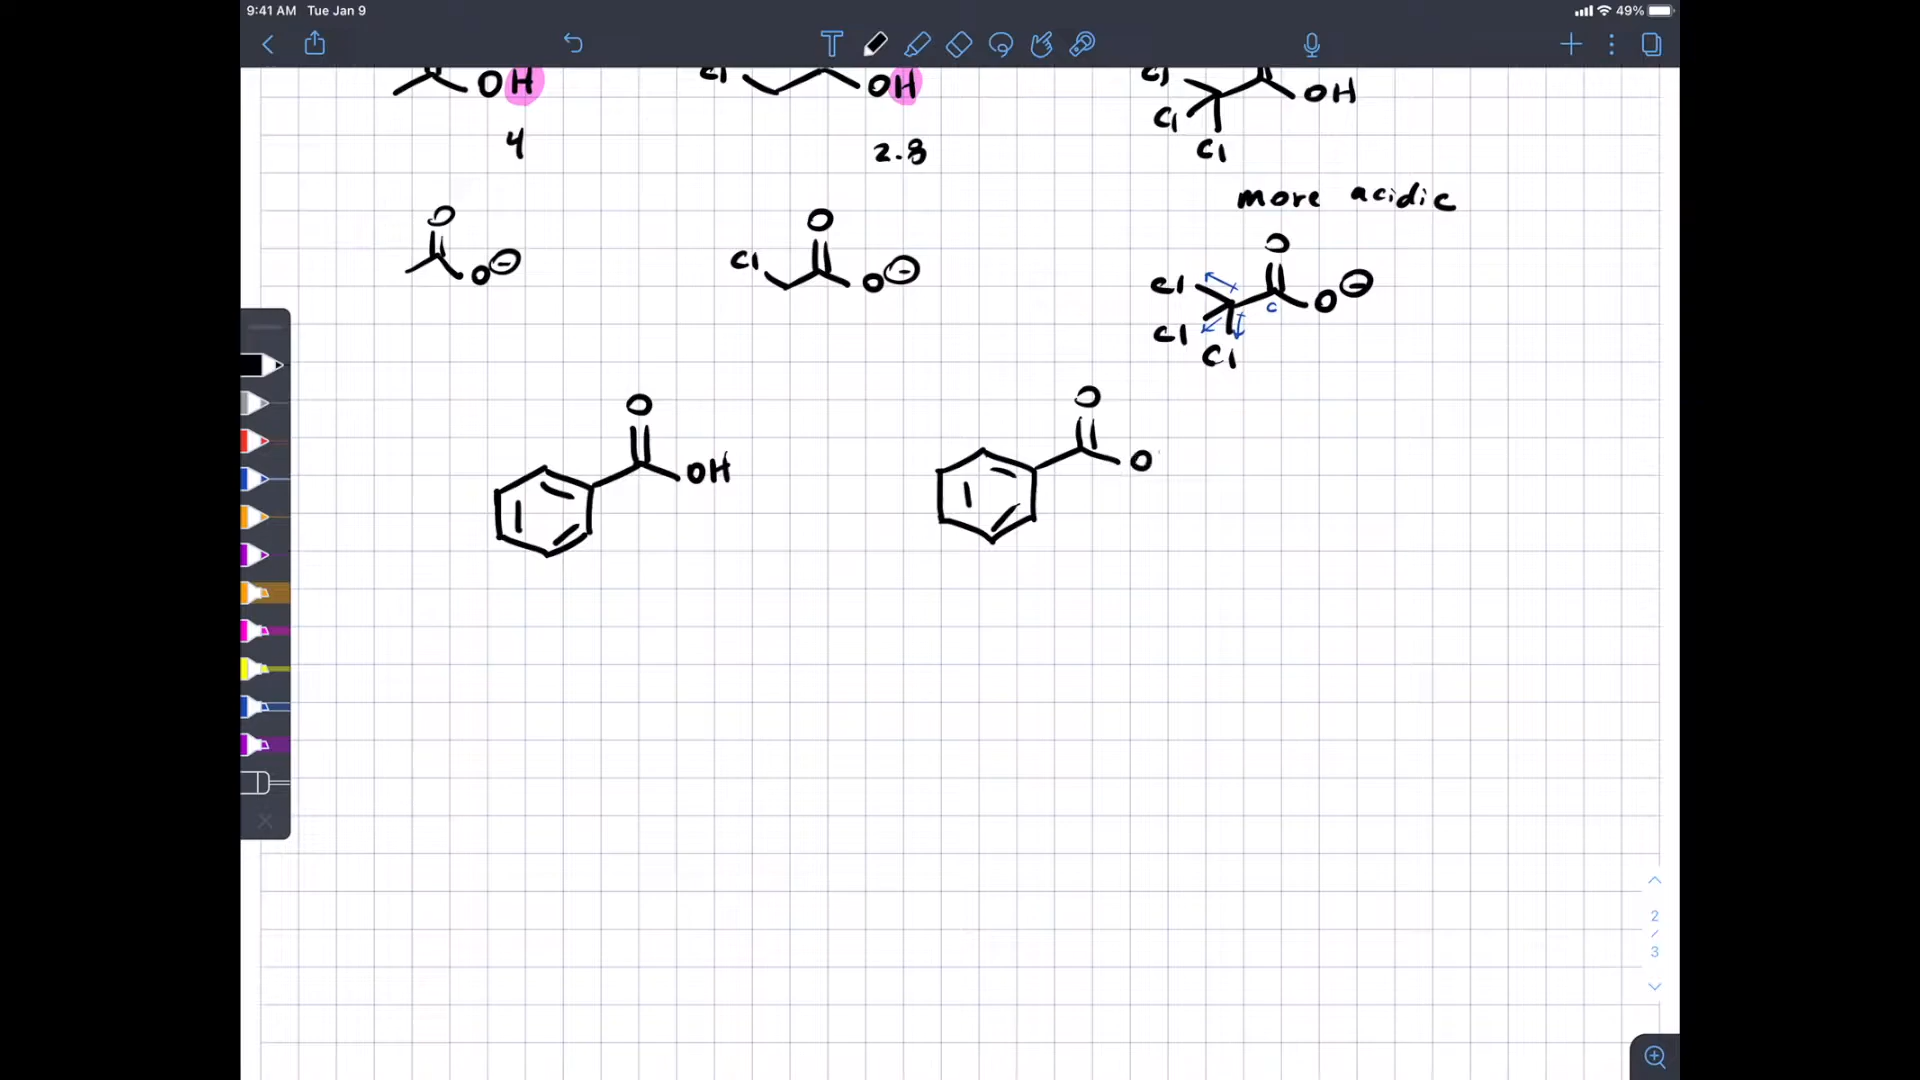 9:41 AM Tue Jan 9
49%
T
OH
Cl
OH
Cl
OH
Cl
Cl
4
2.8
more acidic
O
O⊖
O
Cl
O⊖
O
Cl
C
O⊖
Cl
Cl
O
OH
O
O
2
/
3